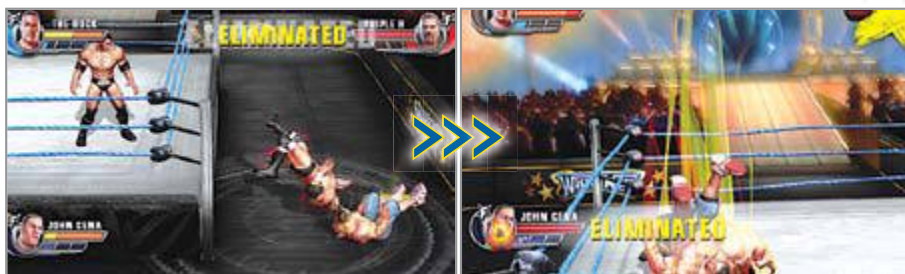 THE ROCK
TRIPLE H
ELIMINATED
JOHN CENA
JOHN CENA
ELIMINATED